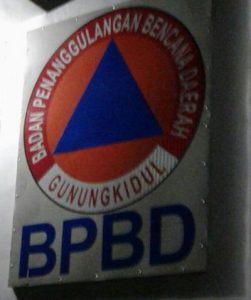 BADAN PENANGGULANGAN BENCANA DAERAH
GUNUNGKIDUL
BPBD